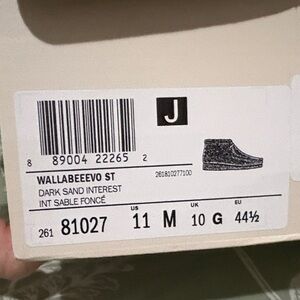 J
8 89004 22265 2
261810277100
WALLABEEEVO ST
DARK SAND INTEREST
INT SABLE FONCÉ
US UK EU
261 81027 11 M 10 G 44½